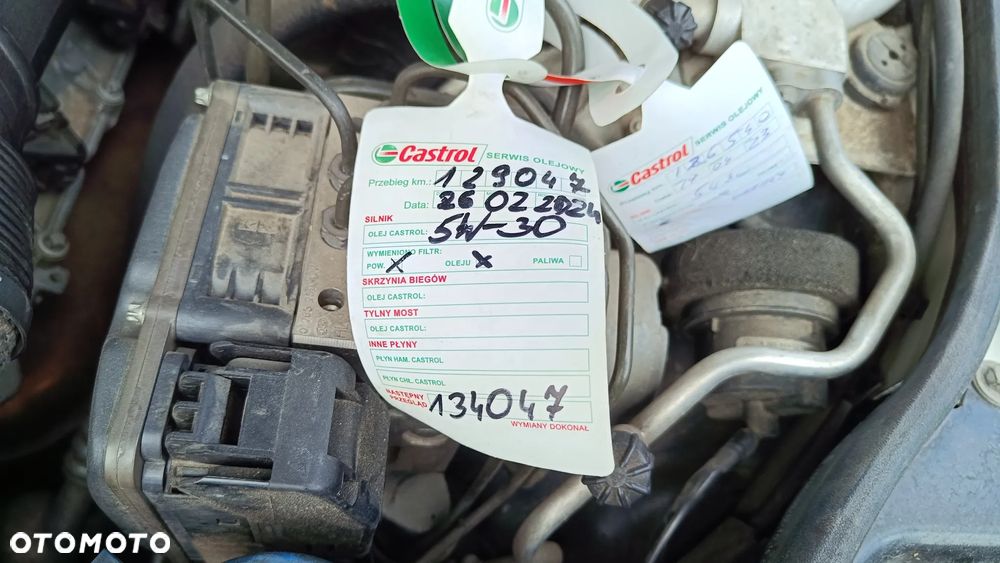 Castrol SERWIS OLEJOWY
Przebieg km.: 129047
Data: 26 02 2024
SILNIK
OLEJ CASTROL: 5W-30
WYMIENIONO FILTR:
POW. X OLEJU X PALIWA
SKRZYNIA BIEGÓW
OLEJ CASTROL:
TYLNY MOST
OLEJ CASTROL:
INNE PŁYNY
PŁYN HAM. CASTROL
PŁYN CHŁ. CASTROL
NASTĘPNY
PRZEGLĄD 134047
WYMIANY DOKONAŁ
Castrol SERWIS OLEJOWY
OTOMOTO